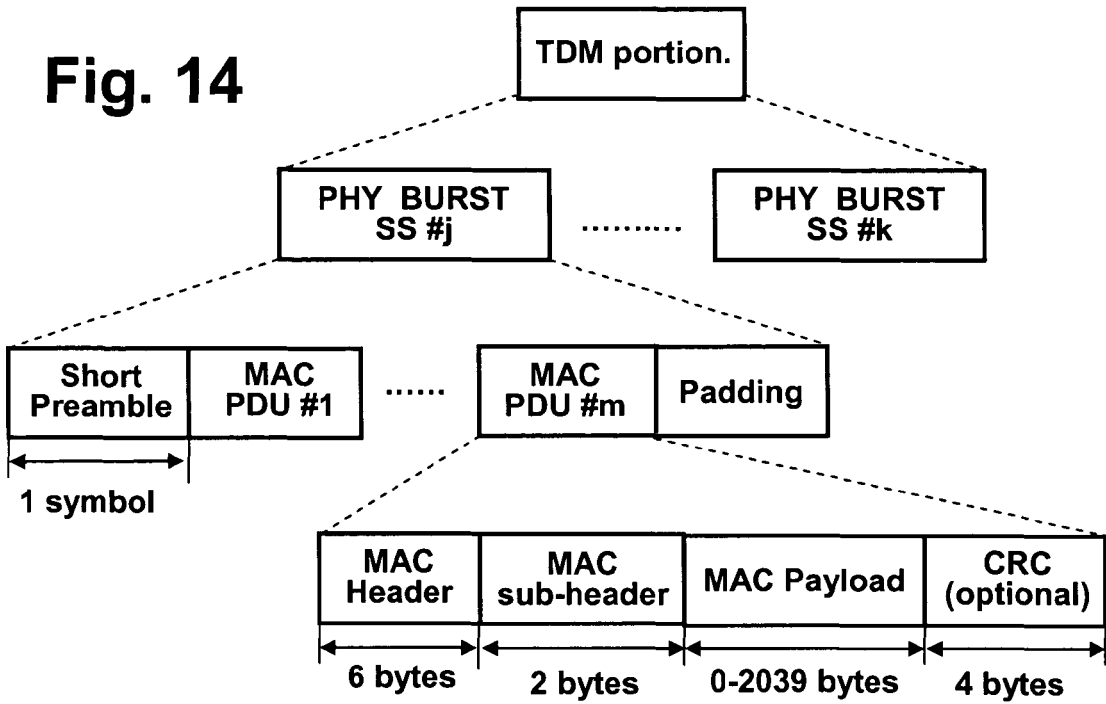 Fig. 14
TDM portion.
PHY BURST
SS #j
..........
PHY BURST
SS #k
Short
Preamble
MAC
PDU #1
......
MAC
PDU #m
Padding
1 symbol
MAC
Header
MAC
sub-header
MAC Payload
CRC
(optional)
6 bytes
2 bytes
0-2039 bytes
4 bytes